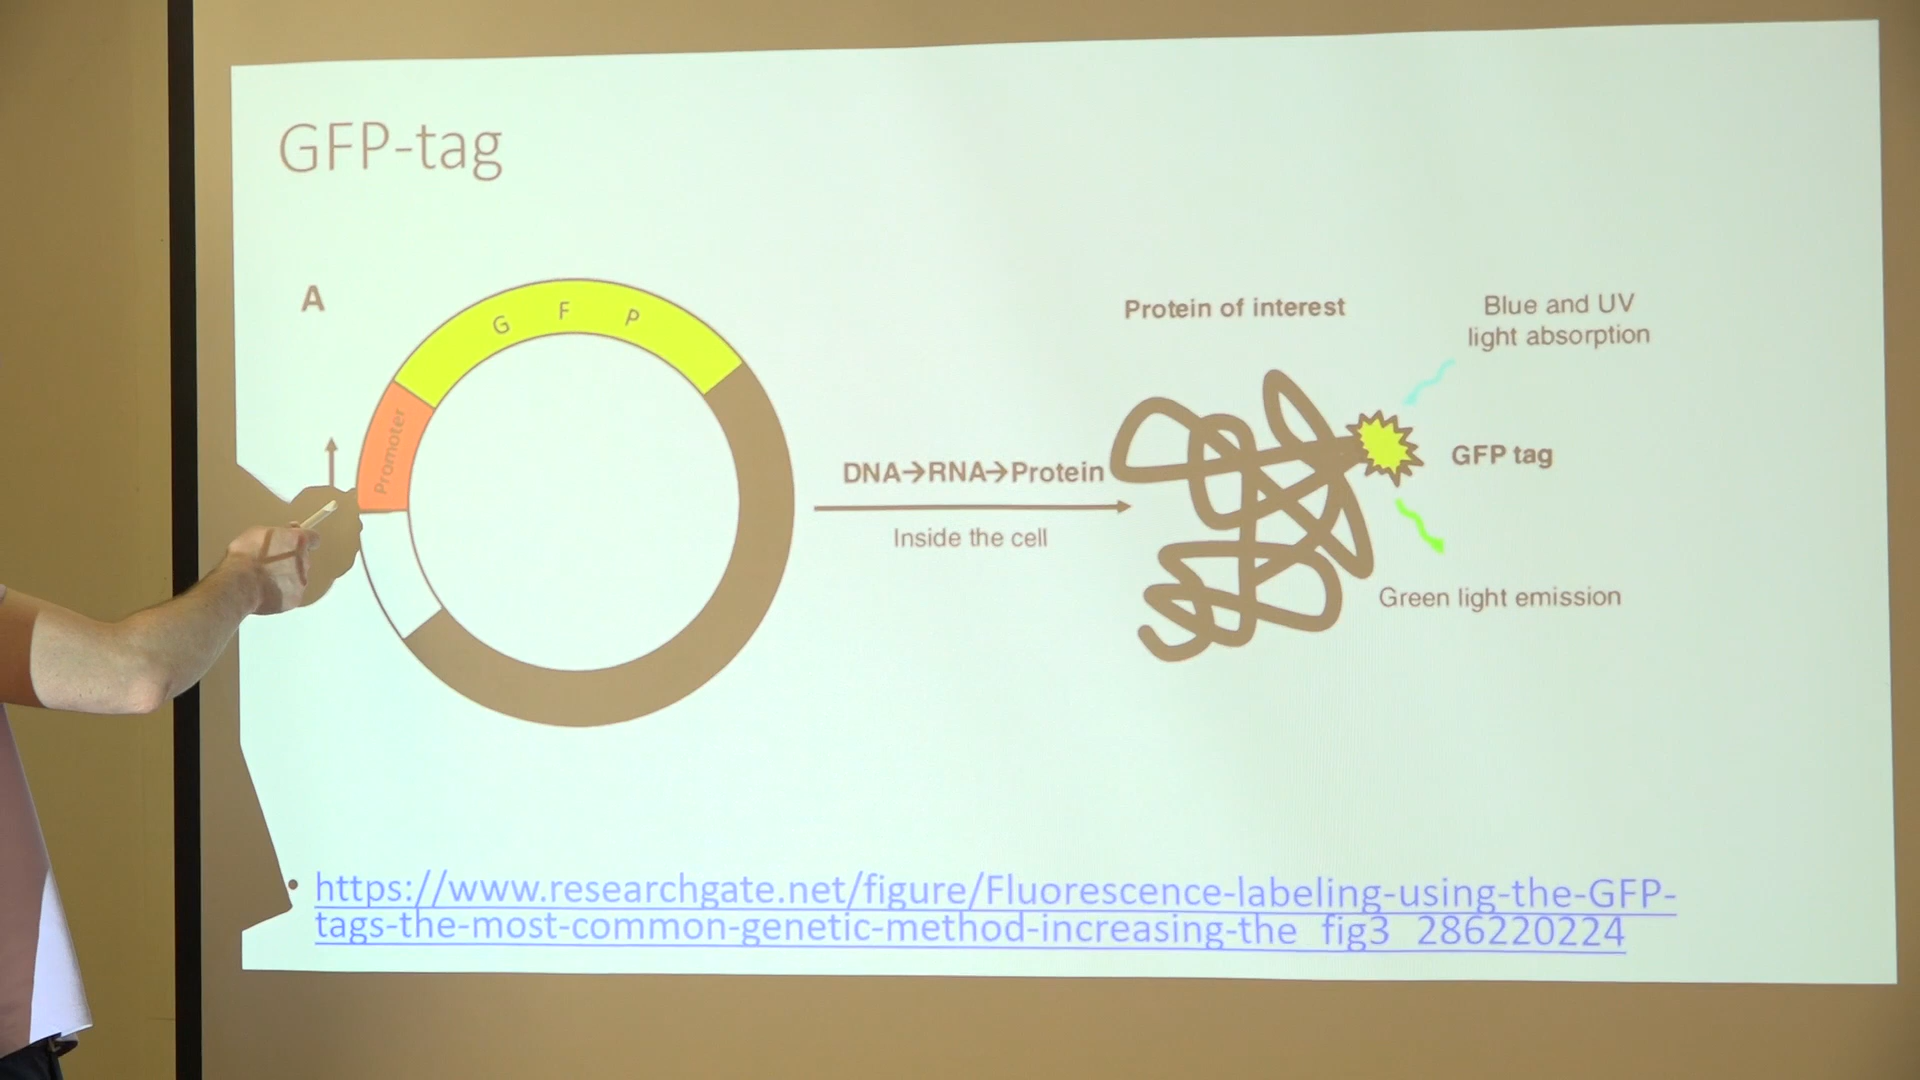 GFP-tag
A
G F P
Promoter
Protein of interest
Blue and UV
light absorption
GFP tag
DNA→RNA→Protein
Inside the cell
Green light emission
• https://www.researchgate.net/figure/Fluorescence-labeling-using-the-GFP-
tags-the-most-common-genetic-method-increasing-the_fig3_286220224